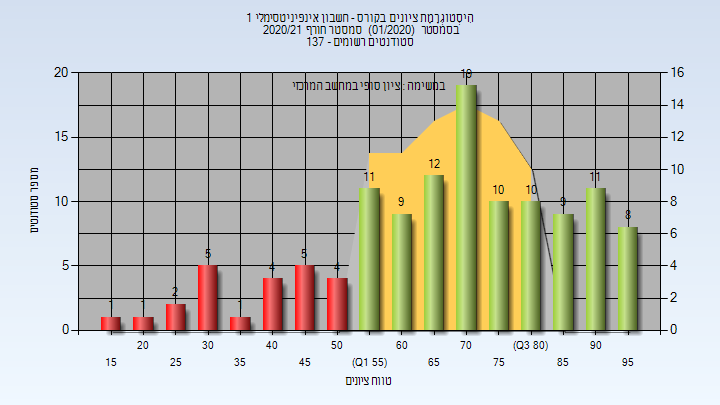 היסטוגרמת ציונים בקורס - חשבון אינפיניטסימלי 1
בסמסטר (01/2020) סמסטר חורף 2020/21
סטודנטים רשומים - 137
במשימה : ציון סופי במחשב המרכזי
20 15 10 5 0
מספר סטודנטים
16 14 12 10 8 6 4 2 0
1 1 2 5 1 4 5 4 11 9 12 19 10 10 9 11 8
20 30 40 50 60 70 (Q3 80) 90
15 25 35 45 (Q1 55) 65 75 85 95
טווח ציונים